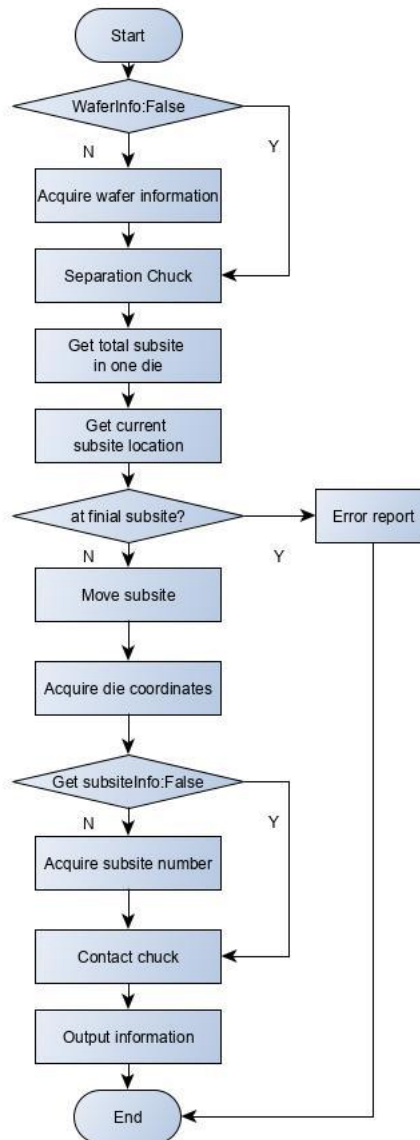 Start
WaferInfo:False
N
Y
Acquire wafer information
Separation Chuck
Get total subsite
in one die
Get current
subsite location
at finial subsite?
Error report
N
Y
Move subsite
Acquire die coordinates
Get subsiteInfo:False
N
Y
Acquire subsite number
Contact chuck
Output information
End